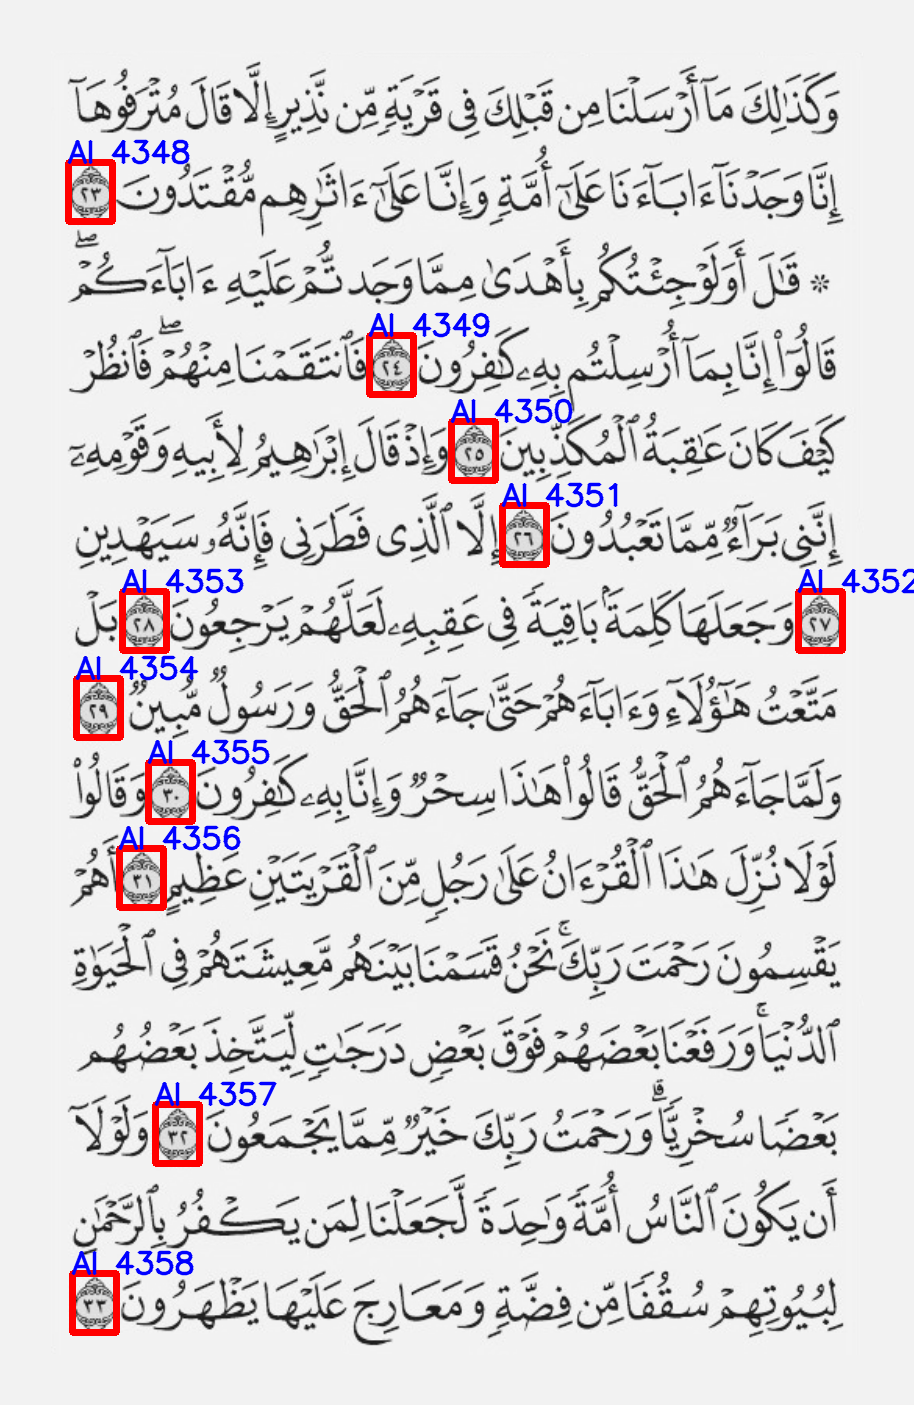 وَكَذَٰلِكَ مَآ أَرْسَلْنَا مِن قَبْلِكَ فِى قَرْيَةٍ مِّن نَّذِيرٍ إِلَّا قَالَ مُتْرَفُوهَآ
AI 4348
إِنَّا وَجَدْنَآ ءَابَآءَنَا عَلَىٰٓ أُمَّةٍ وَإِنَّا عَلَىٰٓ ءَاثَٰرِهِم مُّقْتَدُونَ ٢٣
۞ قَٰلَ أَوَلَوْ جِئْتُكُم بِأَهْدَىٰ مِمَّا وَجَدتُّمْ عَلَيْهِ ءَابَآءَكُمْۖ
AI 4349
قَالُوٓا۟ إِنَّا بِمَآ أُرْسِلْتُم بِهِۦ كَٰفِرُونَ ٢٤ فَٱنتَقَمْنَا مِنْهُمْۖ فَٱنظُرْ
AI 4350
كَيْفَ كَانَ عَٰقِبَةُ ٱلْمُكَذِّبِينَ ٢٥ وَإِذْ قَالَ إِبْرَٰهِيمُ لِأَبِيهِ وَقَوْمِهِۦٓ
AI 4351
إِنَّنِى بَرَآءٌ مِّمَّا تَعْبُدُونَ ٢٦ إِلَّا ٱلَّذِى فَطَرَنِى فَإِنَّهُۥ سَيَهْدِينِ
AI 4352 AI 4353
٢٧ وَجَعَلَهَا كَلِمَةًۢ بَاقِيَةً فِى عَقِبِهِۦ لَعَلَّهُمْ يَرْجِعُونَ ٢٨ بَلْ
AI 4354
مَتَّعْتُ هَٰٓؤُلَآءِ وَءَابَآءَهُمْ حَتَّىٰ جَآءَهُمُ ٱلْحَقُّ وَرَسُولٌ مُّبِينٌ ٢٩
AI 4355
وَلَمَّا جَآءَهُمُ ٱلْحَقُّ قَالُوا۟ هَٰذَا سِحْرٌ وَإِنَّا بِهِۦ كَٰفِرُونَ ٣٠ وَقَالُوا۟
AI 4356
لَوْلَا نُزِّلَ هَٰذَا ٱلْقُرْءَانُ عَلَىٰ رَجُلٍ مِّنَ ٱلْقَرْيَتَيْنِ عَظِيمٍ ٣١ أَهُمْ
يَقْسِمُونَ رَحْمَتَ رَبِّكَۚ نَحْنُ قَسَمْنَا بَيْنَهُم مَّعِيشَتَهُمْ فِى ٱلْحَيَوٰةِ
ٱلدُّنْيَاۚ وَرَفَعْنَا بَعْضَهُمْ فَوْقَ بَعْضٍ دَرَجَٰتٍ لِّيَتَّخِذَ بَعْضُهُم
AI 4357
بَعْضًا سُخْرِيًّاۗ وَرَحْمَتُ رَبِّكَ خَيْرٌ مِّمَّا يَجْمَعُونَ ٣٢ وَلَوْلَآ
أَن يَكُونَ ٱلنَّاسُ أُمَّةً وَٰحِدَةً لَّجَعَلْنَا لِمَن يَكْفُرُ بِٱلرَّحْمَٰنِ
AI 4358
لِبُيُوتِهِمْ سُقُفًا مِّن فِضَّةٍ وَمَعَارِجَ عَلَيْهَا يَظْهَرُونَ ٣٣